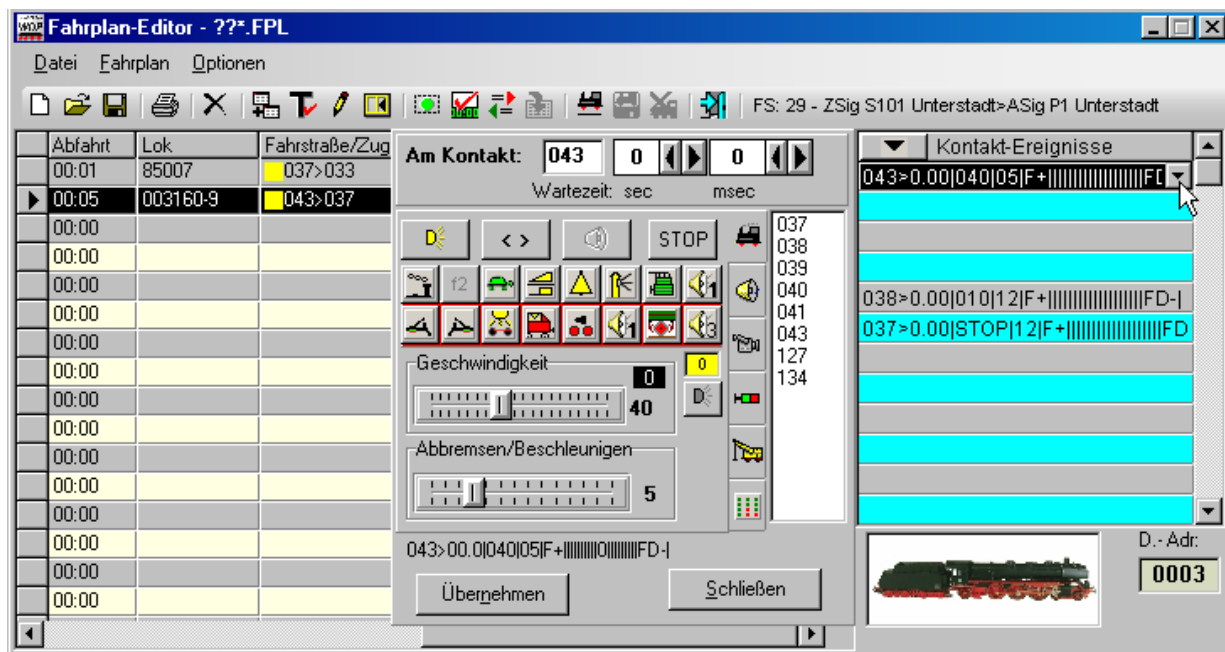 Fahrplan-Editor - ??*.FPL
Datei Fahrplan Optionen
FS: 29 - ZSig S101 Unterstadt>ASig P1 Unterstadt
Abfahrt Lok Fahrstraße/Zug
00:01 85007 037>033
00:05 003160-9 043>037
00:00
00:00
00:00
00:00
00:00
00:00
00:00
00:00
00:00
00:00
00:00
00:00
00:00
00:00
Am Kontakt: 043 0 0
Wartezeit: sec msec
D < > STOP
f2 1
1 3
Geschwindigkeit
0
40
0
D
Abbremsen/Beschleunigen
5
037
038
039
040
041
043
127
134
043>00.0|040|05|F+||||||||||0|||||||||FD-|
Übernehmen
Schließen
Kontakt-Ereignisse
043>0.00|040|05|F+|||||||||||||||||||F
038>0.00|010|12|F+|||||||||||||||||||FD-|
037>0.00|STOP|12|F+|||||||||||||||||||FD
D.- Adr:
0003